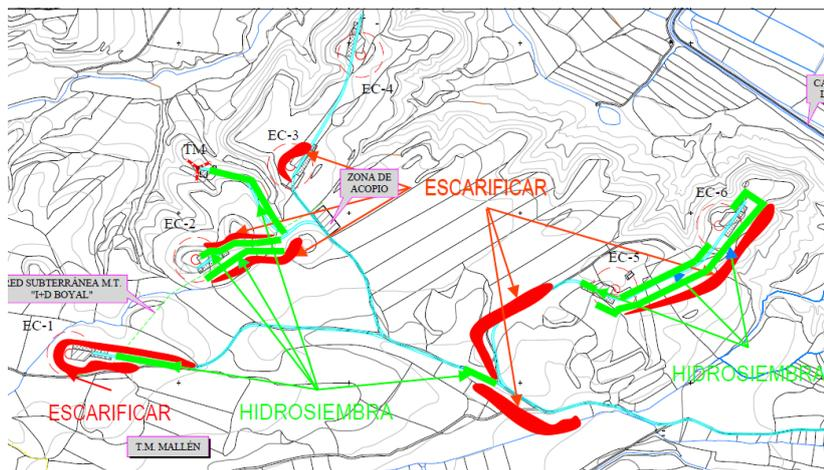 EC-4
EC-3
TM
ZONA DE
ACOPIO
ESCARIFICAR
EC-6
EC-2
EC-5
RED SUBTERRÁNEA M.T.
"I+D BOYAL"
EC-1
HIDROSIEMBRA
ESCARIFICAR
HIDROSIEMBRA
T.M. MALLÉN